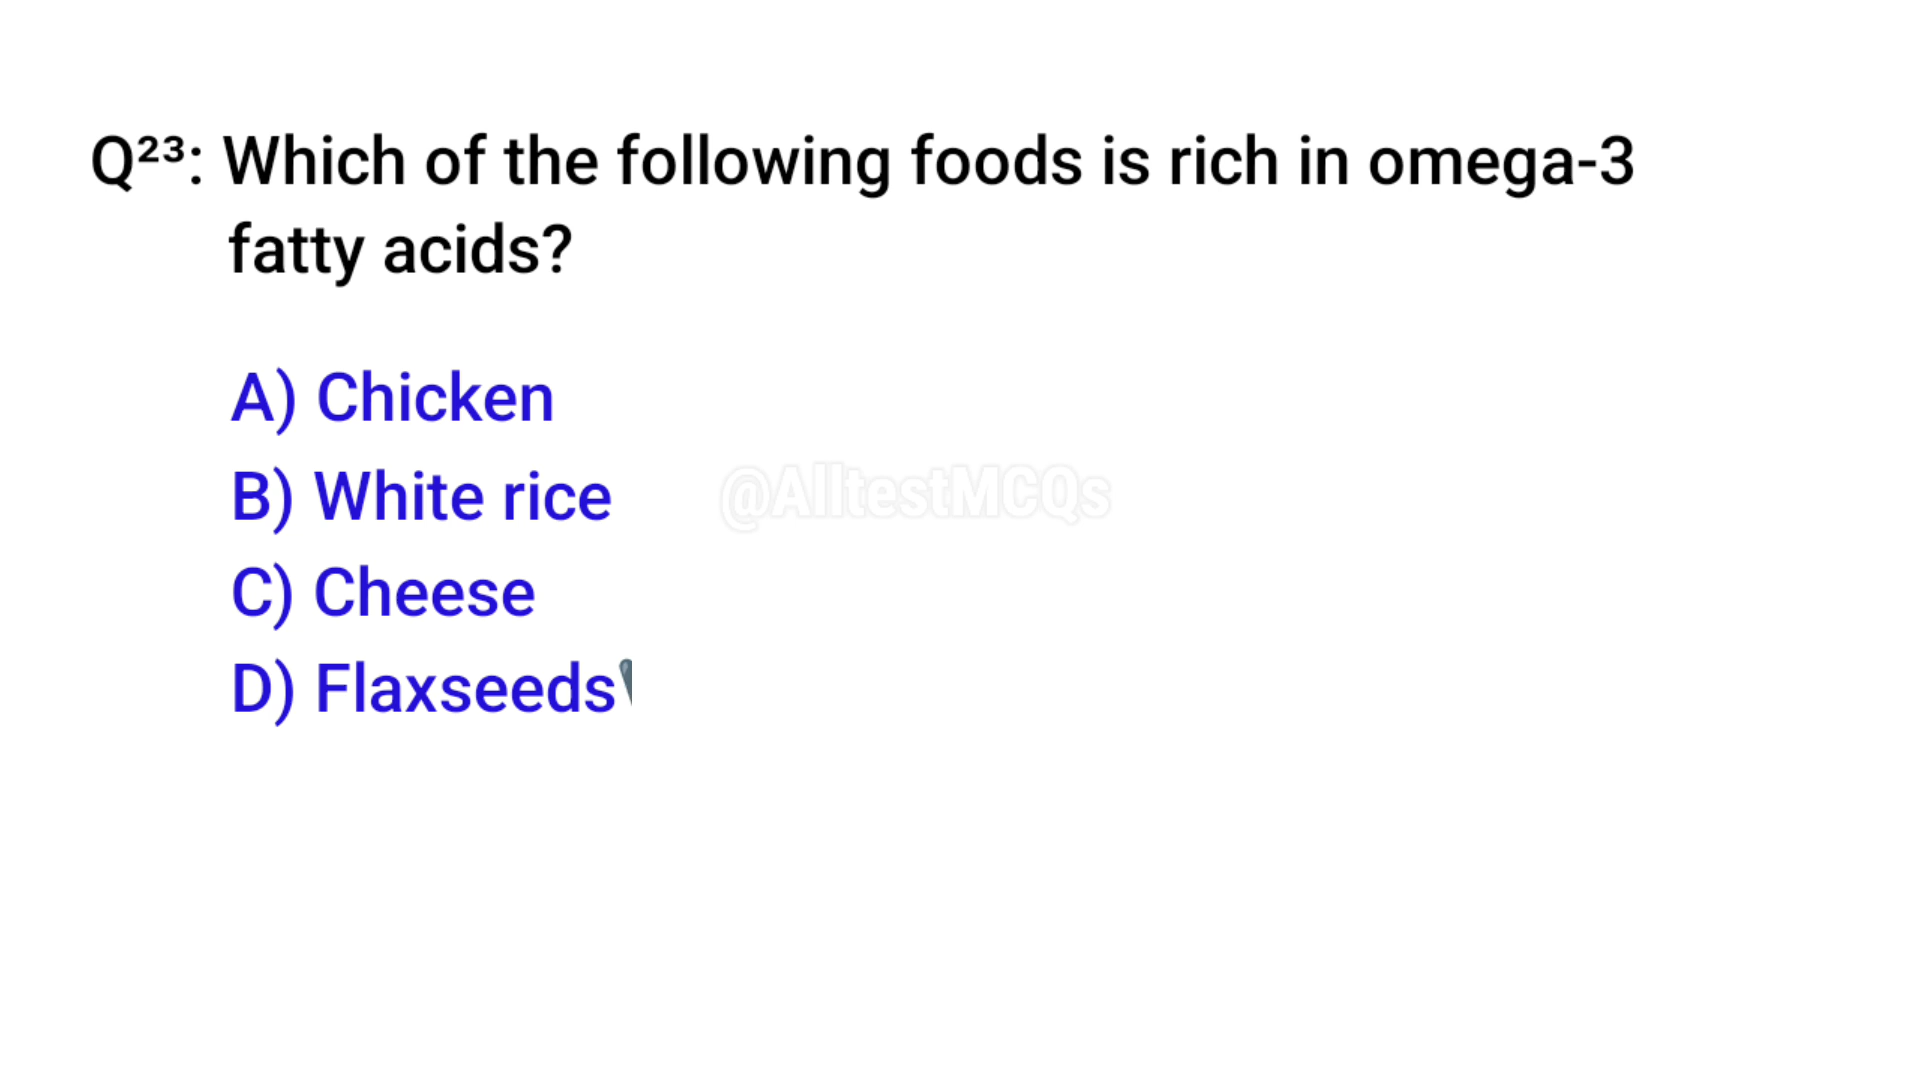 Q²³: Which of the following foods is rich in omega-3
fatty acids?
A) Chicken
B) White rice
@AlltestMCQs
C) Cheese
D) Flaxseeds